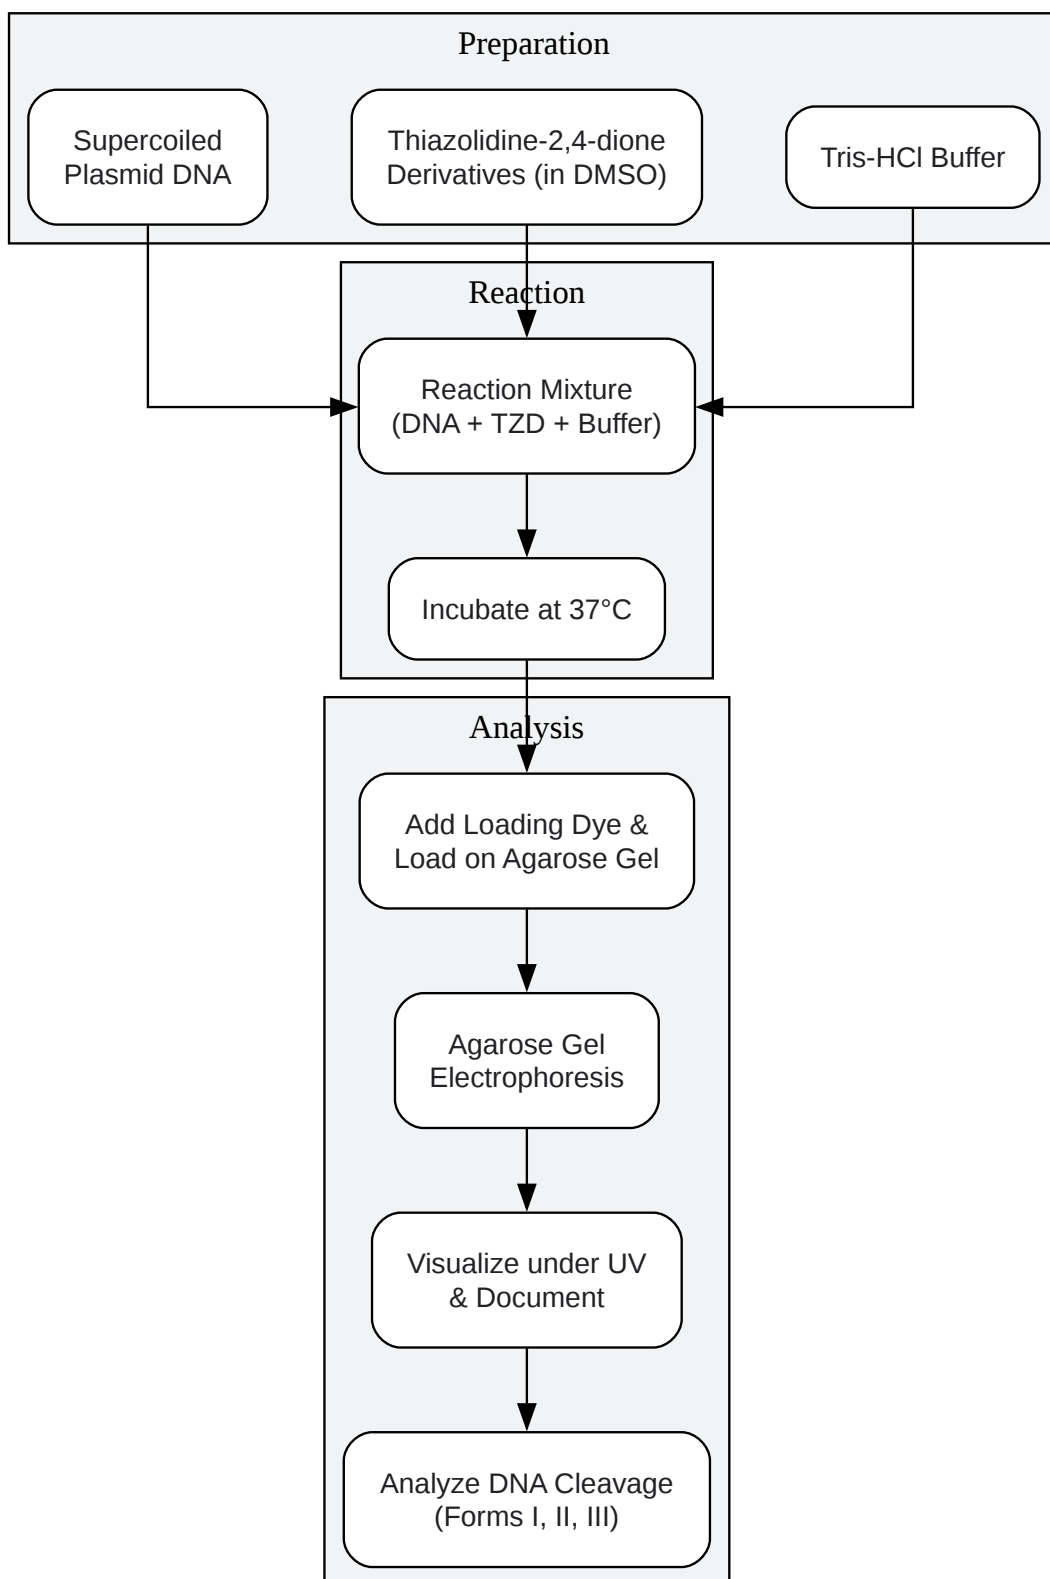 Preparation
Supercoiled
Plasmid DNA
Thiazolidine-2,4-dione
Derivatives (in DMSO)
Tris-HCl Buffer
Reaction
Reaction Mixture
(DNA + TZD + Buffer)
Incubate at 37°C
Analysis
Add Loading Dye &
Load on Agarose Gel
Agarose Gel
Electrophoresis
Visualize under UV
& Document
Analyze DNA Cleavage
(Forms I, II, III)